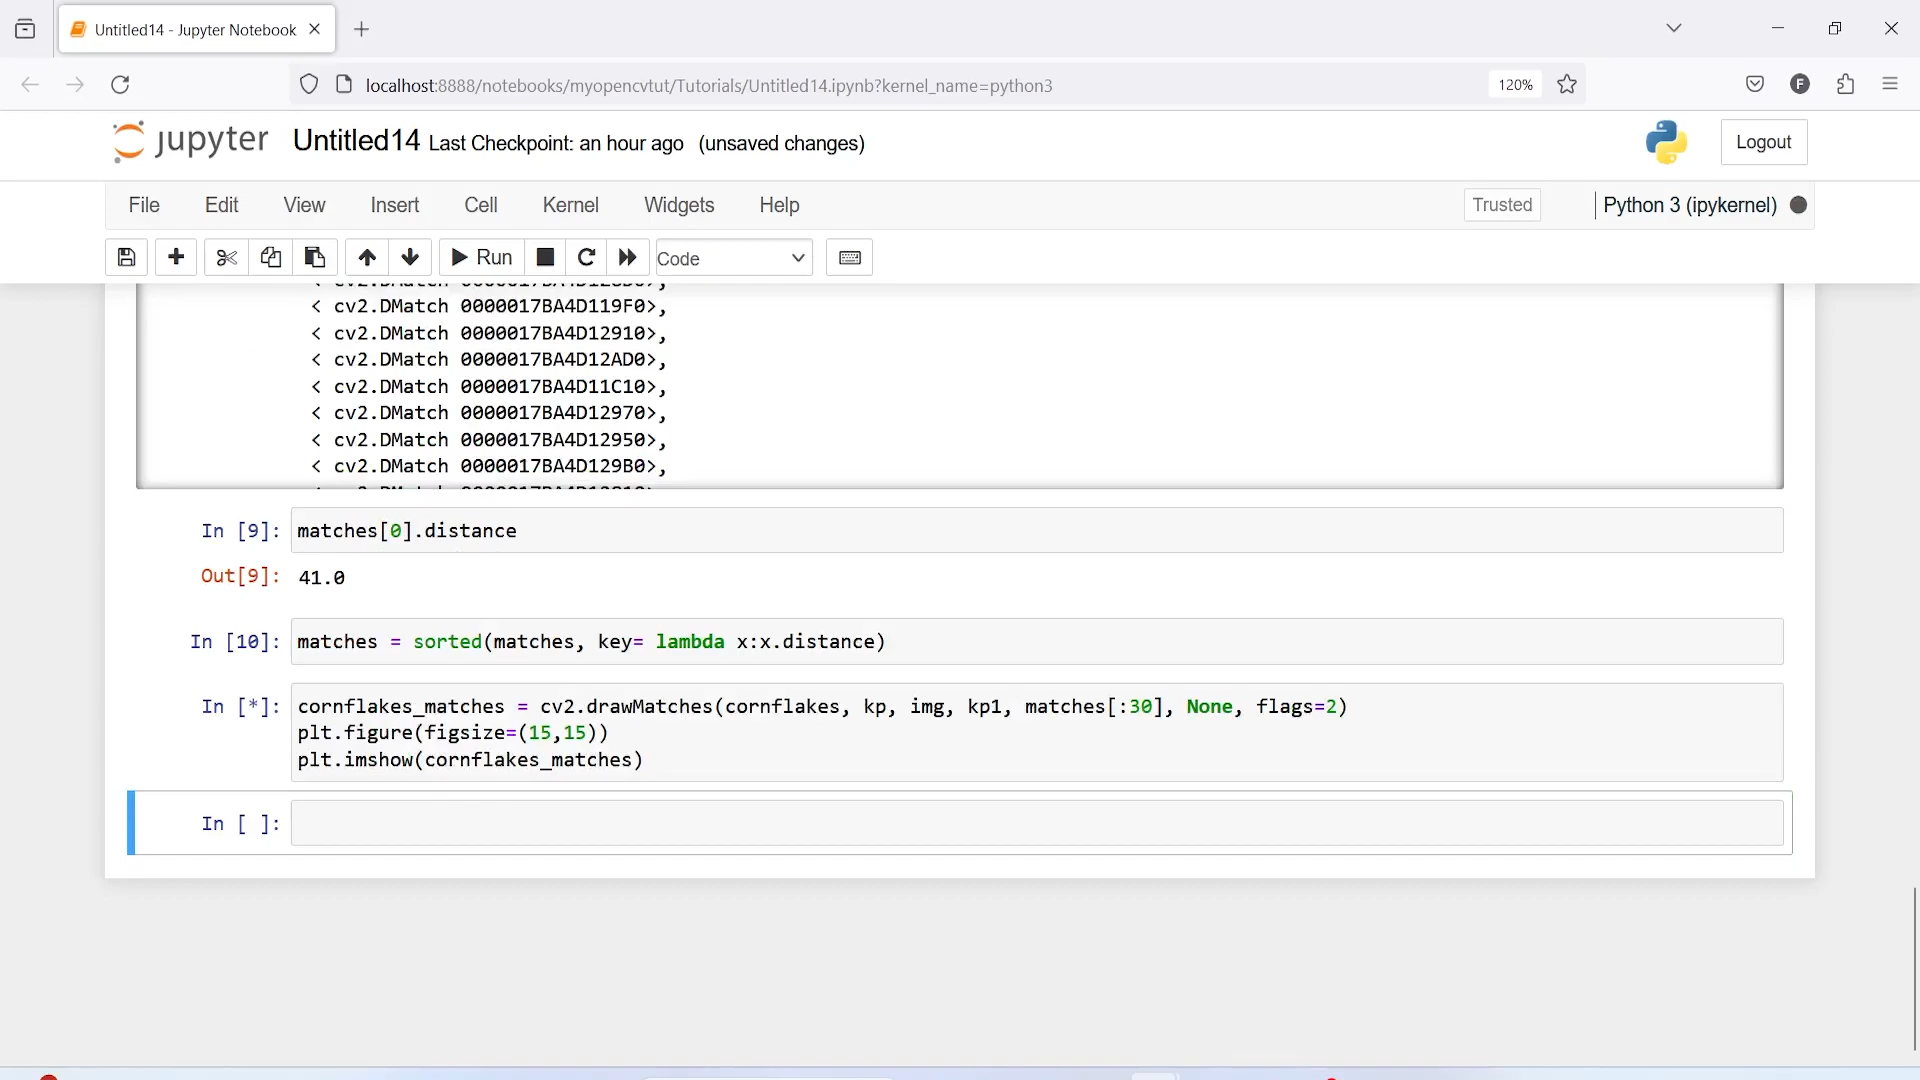 Untitled14 - Jupyter Notebook
localhost:8888/notebooks/myopencvtut/Tutorials/Untitled14.ipynb?kernel_name=python3
120%
F
jupyter Untitled14 Last Checkpoint: an hour ago (unsaved changes)
Logout
File Edit View Insert Cell Kernel Widgets Help
Trusted
Python 3 (ipykernel)
Run
Code
< cv2.DMatch 0000017BA4D119F0>,
< cv2.DMatch 0000017BA4D12910>,
< cv2.DMatch 0000017BA4D12AD0>,
< cv2.DMatch 0000017BA4D11C10>,
< cv2.DMatch 0000017BA4D12970>,
< cv2.DMatch 0000017BA4D12950>,
< cv2.DMatch 0000017BA4D129B0>,
In [9]: matches[0].distance
Out[9]: 41.0
In [10]: matches = sorted(matches, key= lambda x:x.distance)
In [*]: cornflakes_matches = cv2.drawMatches(cornflakes, kp, img, kp1, matches[:30], None, flags=2)
plt.figure(figsize=(15,15))
plt.imshow(cornflakes_matches)
In [ ]: